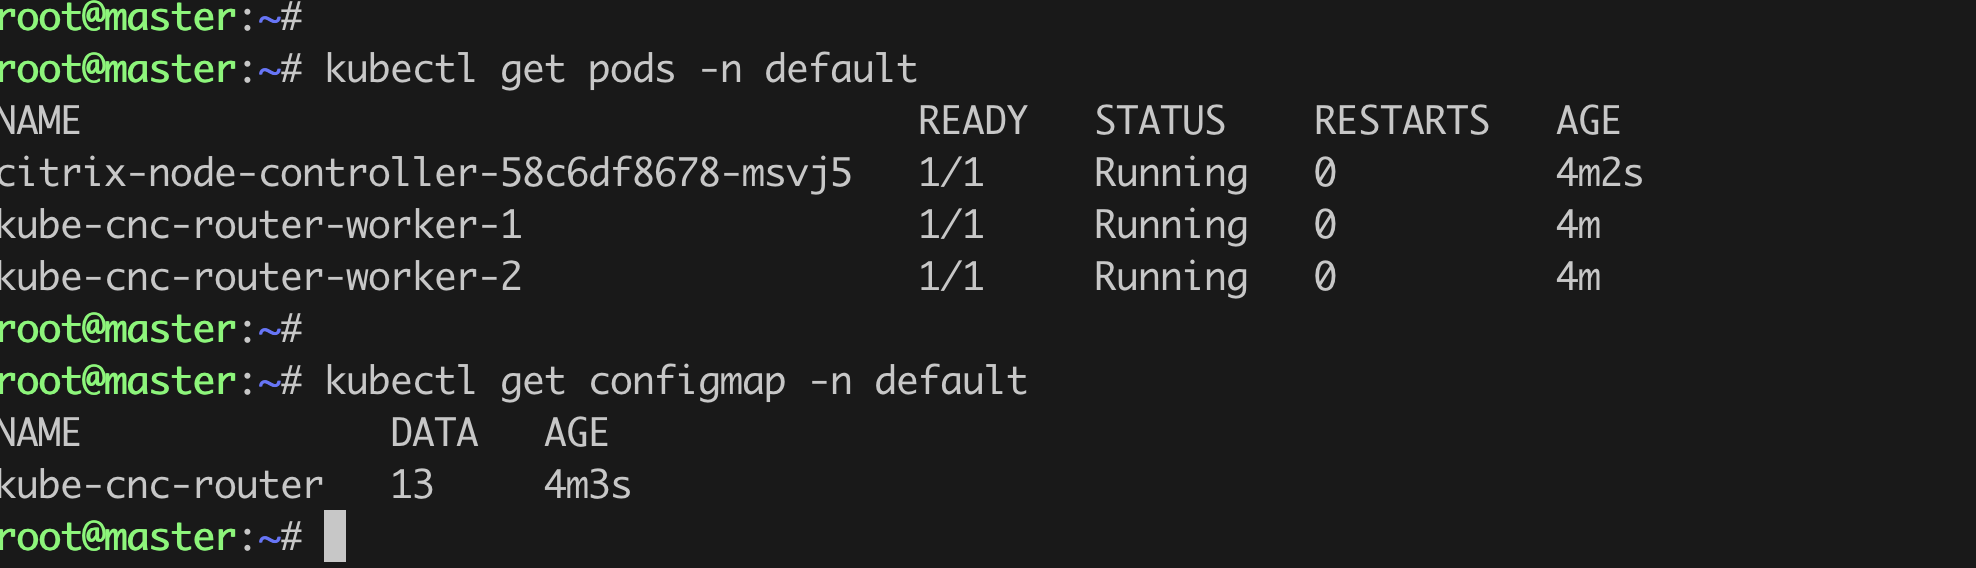 root@master:~#
root@master:~# kubectl get pods -n default
NAME READY STATUS RESTARTS AGE
citrix-node-controller-58c6df8678-msvj5 1/1 Running 0 4m2s
kube-cnc-router-worker-1 1/1 Running 0 4m
kube-cnc-router-worker-2 1/1 Running 0 4m
root@master:~#
root@master:~# kubectl get configmap -n default
NAME DATA AGE
kube-cnc-router 13 4m3s
root@master:~#